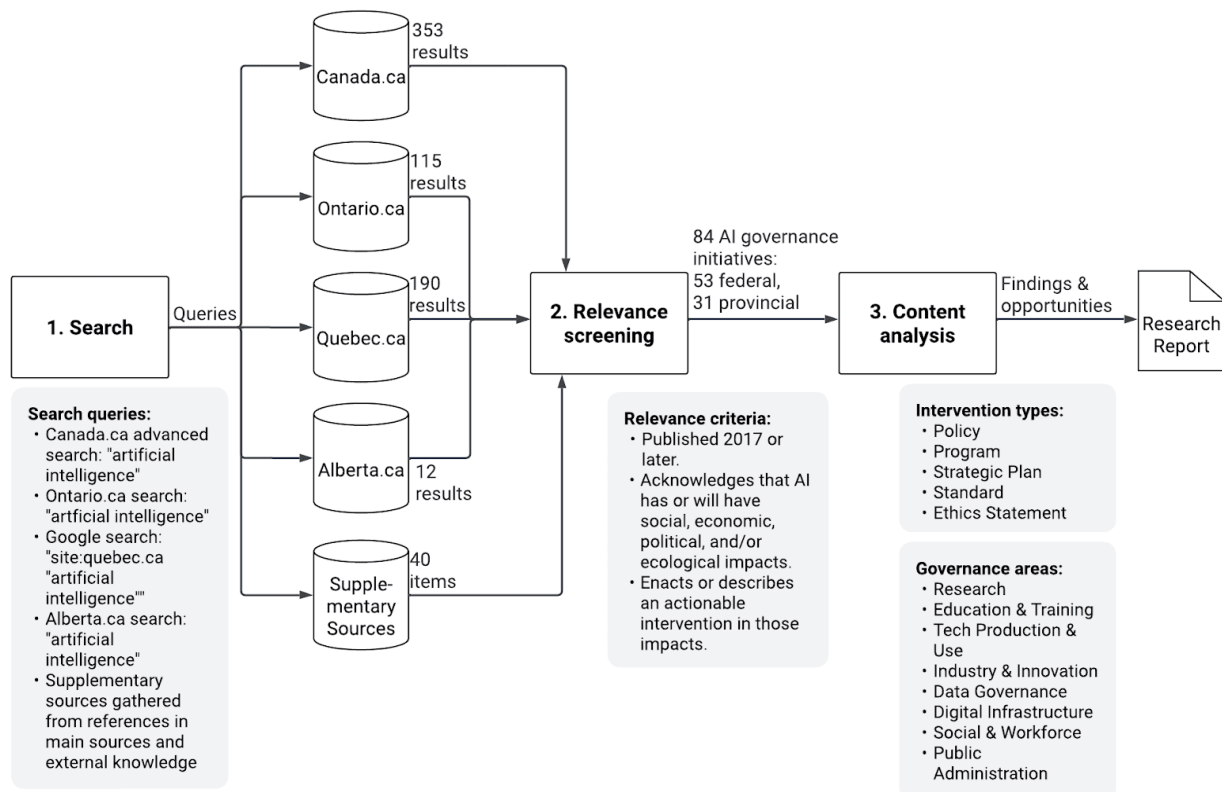 353
results
Canada.ca
115
results
Ontario.ca
84 AI governance
initiatives:
53 federal,
31 provincial
1. Search
Queries
190
results
Quebec.ca
2. Relevance
screening
3. Content
analysis
Findings &
opportunities
Research
Report
Alberta.ca
12
results
40
items
Supple-
mentary
Sources
Search queries:
• Canada.ca advanced
search: "artificial
intelligence"
• Ontario.ca search:
"artficial intelligence"
• Google search:
"site:quebec.ca
"artificial
intelligence""
• Alberta.ca search:
"artificial
intelligence"
• Supplementary
sources gathered
from references in
main sources and
external knowledge
Relevance criteria:
• Published 2017 or
later.
• Acknowledges that AI
has or will have
social, economic,
political, and/or
ecological impacts.
• Enacts or describes
an actionable
intervention in those
impacts.
Intervention types:
• Policy
• Program
• Strategic Plan
• Standard
• Ethics Statement
Governance areas:
• Research
• Education & Training
• Tech Production &
Use
• Industry & Innovation
• Data Governance
• Digital Infrastructure
• Social & Workforce
• Public
Administration